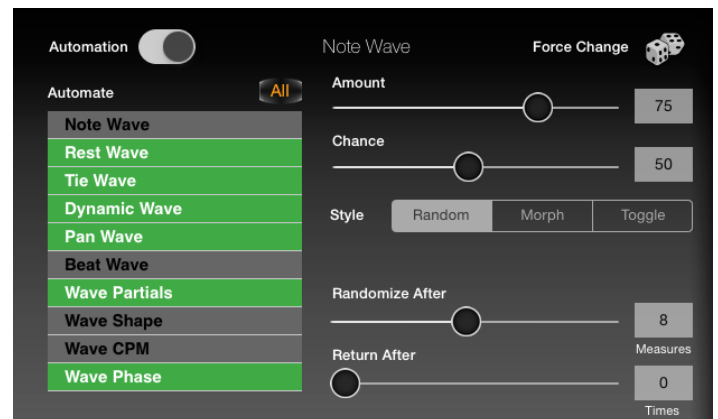 Automation
Note Wave
Force Change
Automate
All
Note Wave
Rest Wave
Tie Wave
Dynamic Wave
Pan Wave
Beat Wave
Wave Partials
Wave Shape
Wave CPM
Wave Phase
Amount
75
Chance
50
Style
Random
Morph
Toggle
Randomize After
8
Measures
Return After
0
Times